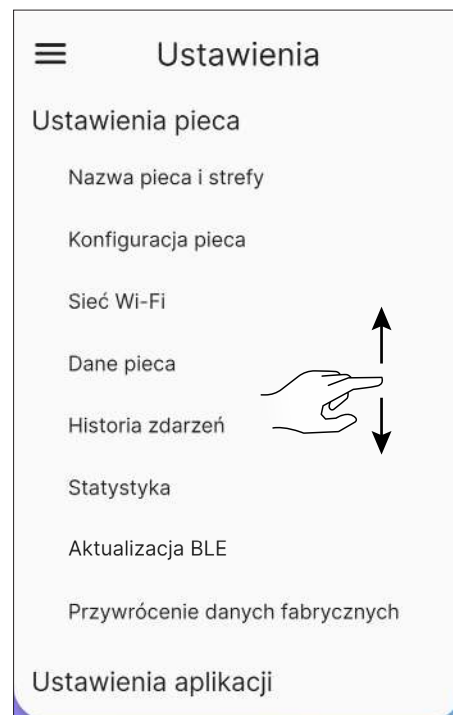 Ustawienia
Ustawienia pieca
Nazwa pieca i strefy
Konfiguracja pieca
Sieć Wi-Fi
Dane pieca
Historia zdarzeń
Statystyka
Aktualizacja BLE
Przywrócenie danych fabrycznych
Ustawienia aplikacji